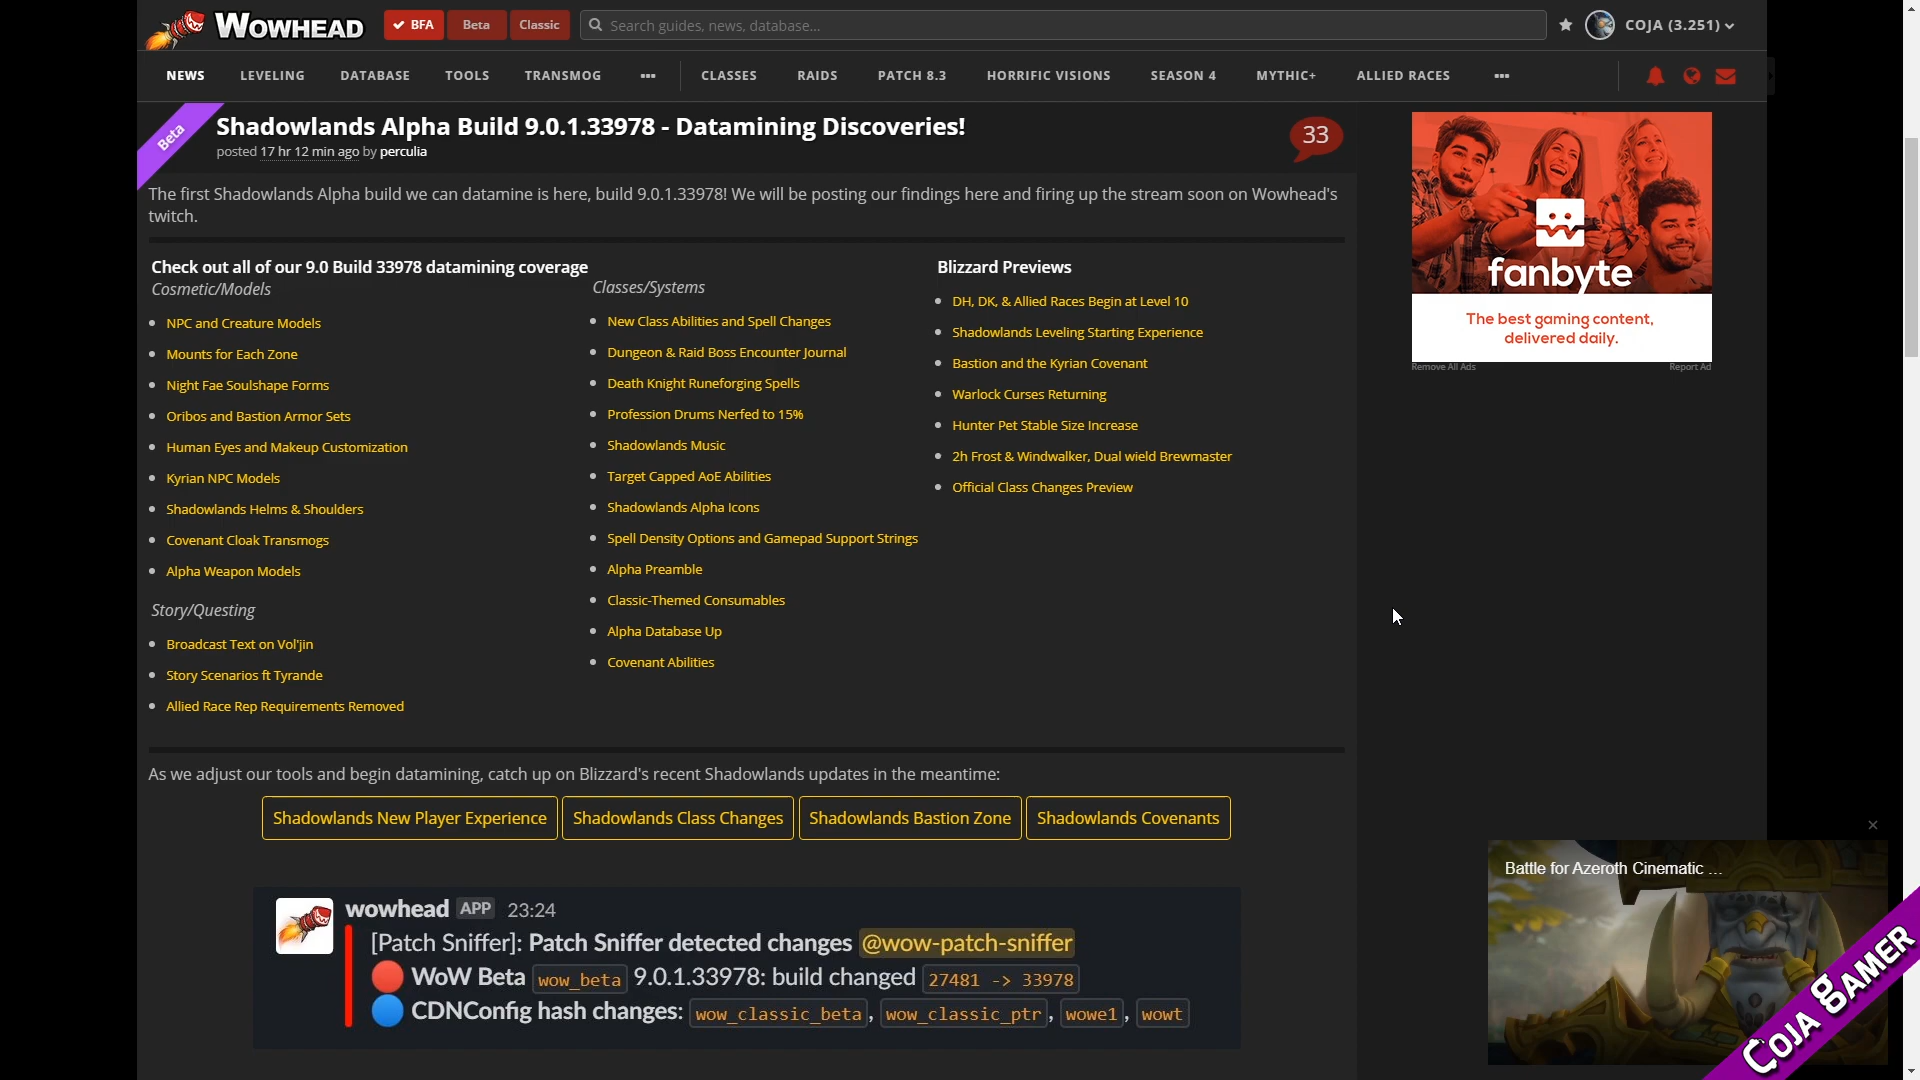 WOWHEAD
BFA
Beta
Classic
Search guides, news, database...
COJA (3.251)
NEWS
LEVELING
DATABASE
TOOLS
TRANSMOG
CLASSES
RAIDS
PATCH 8.3
HORRIFIC VISIONS
SEASON 4
MYTHIC+
ALLIED RACES
Beta
Shadowlands Alpha Build 9.0.1.33978 - Datamining Discoveries!
posted 17 hr 12 min ago by perculia
33
The first Shadowlands Alpha build we can datamine is here, build 9.0.1.33978! We will be posting our findings here and firing up the stream soon on Wowhead's
twitch.
Check out all of our 9.0 Build 33978 datamining coverage
Cosmetic/Models
NPC and Creature Models
Mounts for Each Zone
Night Fae Soulshape Forms
Oribos and Bastion Armor Sets
Human Eyes and Makeup Customization
Kyrian NPC Models
Shadowlands Helms & Shoulders
Covenant Cloak Transmogs
Alpha Weapon Models
Story/Questing
Broadcast Text on Vol'jin
Story Scenarios ft Tyrande
Allied Race Rep Requirements Removed
Classes/Systems
New Class Abilities and Spell Changes
Dungeon & Raid Boss Encounter Journal
Death Knight Runeforging Spells
Profession Drums Nerfed to 15%
Shadowlands Music
Target Capped AoE Abilities
Shadowlands Alpha Icons
Spell Density Options and Gamepad Support Strings
Alpha Preamble
Classic-Themed Consumables
Alpha Database Up
Covenant Abilities
Blizzard Previews
DH, DK, & Allied Races Begin at Level 10
Shadowlands Leveling Starting Experience
Bastion and the Kyrian Covenant
Warlock Curses Returning
Hunter Pet Stable Size Increase
2h Frost & Windwalker, Dual wield Brewmaster
Official Class Changes Preview
fanbyte
The best gaming content,
delivered daily.
Remove All Ads
Report Ad
As we adjust our tools and begin datamining, catch up on Blizzard's recent Shadowlands updates in the meantime:
Shadowlands New Player Experience
Shadowlands Class Changes
Shadowlands Bastion Zone
Shadowlands Covenants
wowhead APP 23:24
[Patch Sniffer]: Patch Sniffer detected changes @wow-patch-sniffer
WoW Beta wow_beta 9.0.1.33978: build changed 27481 -> 33978
CDNConfig hash changes: wow_classic_beta, wow_classic_ptr, wowe1, wowt
Battle for Azeroth Cinematic ...
COJA GAMER